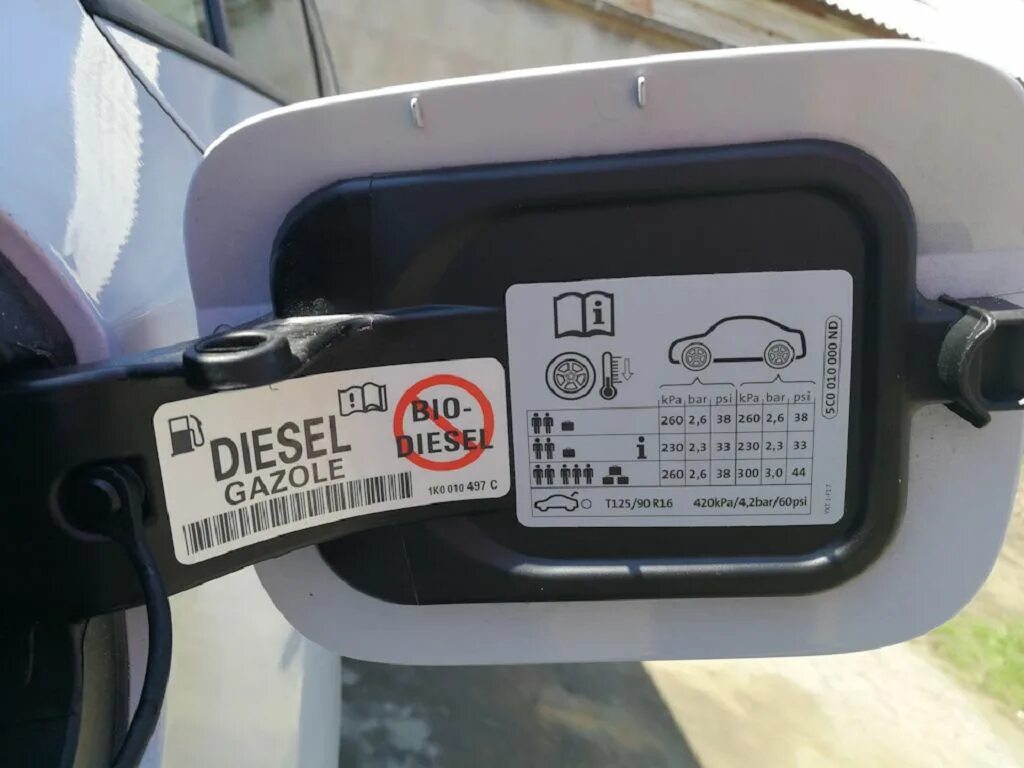 DIESEL
GAZOLE
BIO-
DIESEL
1K0 010 497 C
kPa bar psi kPa bar psi
260 2,6 38 260 2,6 38
230 2,3 33 230 2,3 33
260 2,6 38 300 3,0 44
T125/90 R16 420kPa/4,2bar/60psi
5C0 010 000 ND